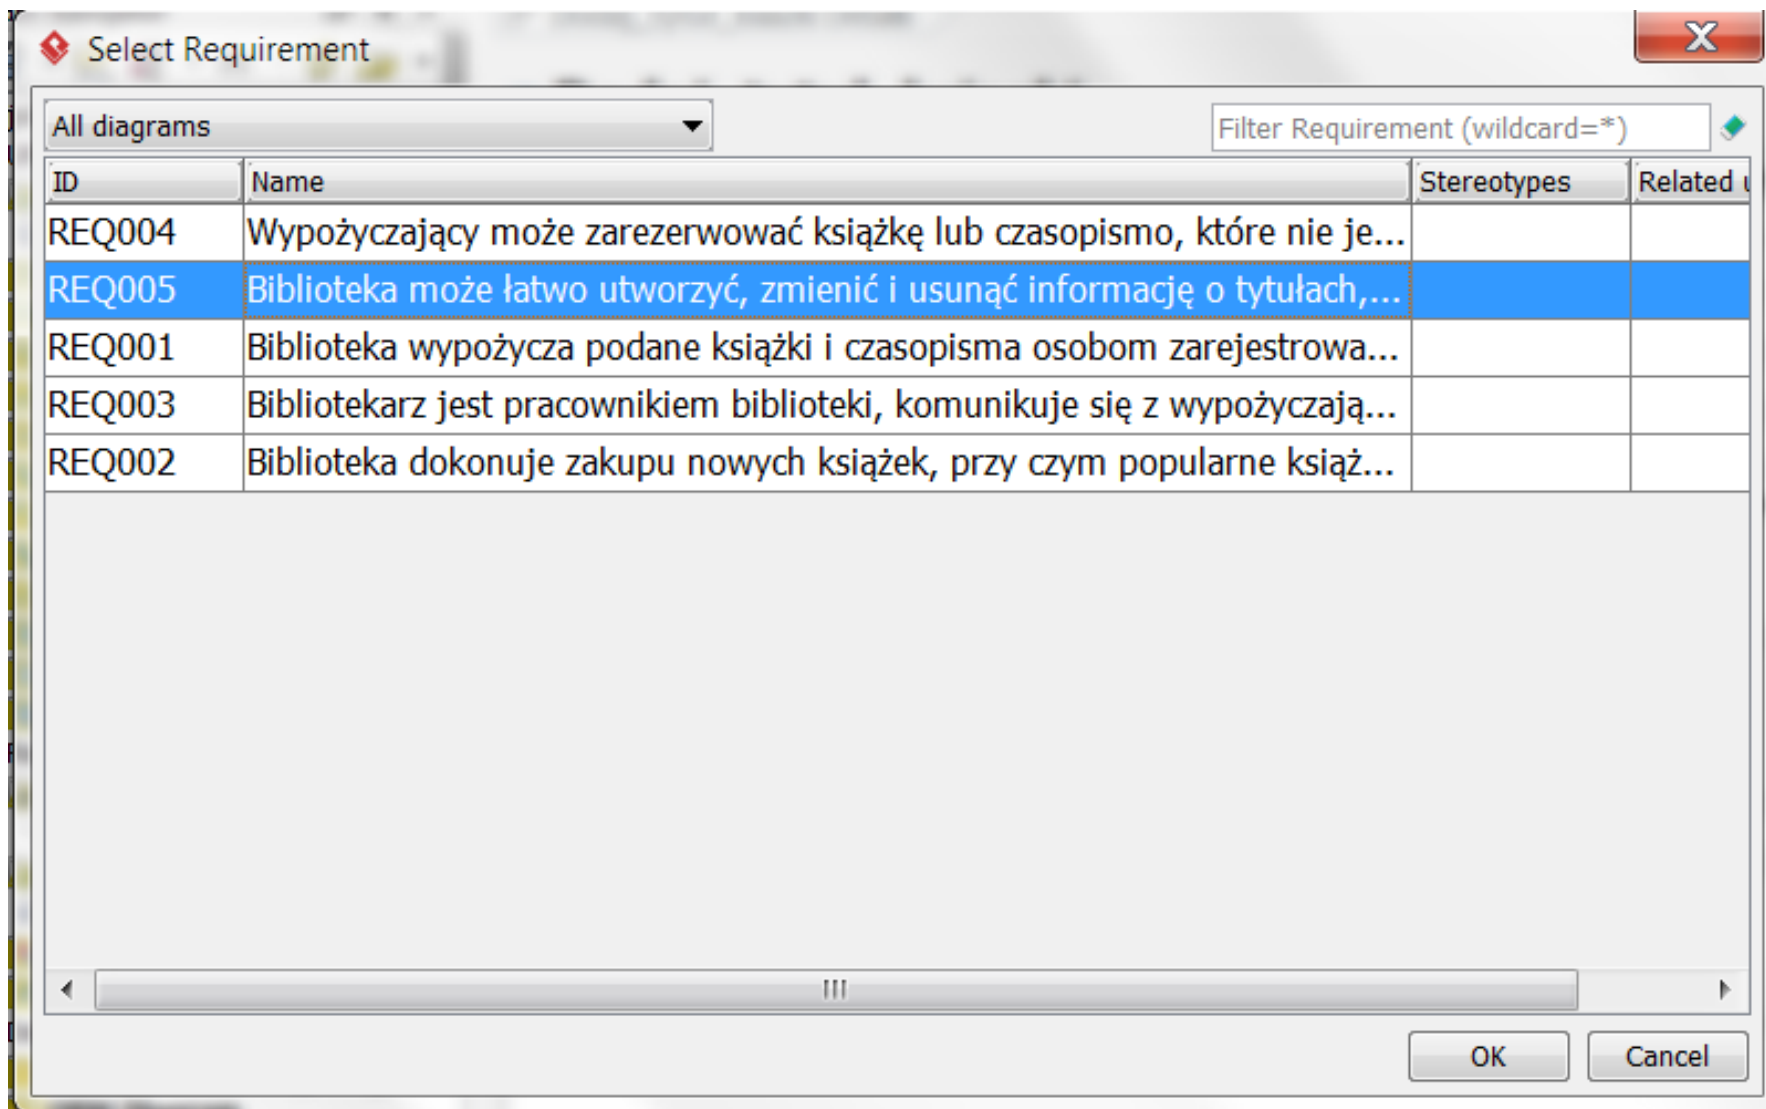 Select Requirement
All diagrams
Filter Requirement (wildcard=*)
ID Name Stereotypes Related
REQ004 Wypożyczający może zarezerwować książkę lub czasopismo, które nie je...
REQ005 Biblioteka może łatwo utworzyć, zmienić i usunąć informację o tytułach,...
REQ001 Biblioteka wypożycza podane książki i czasopisma osobom zarejestrowa...
REQ003 Bibliotekarz jest pracownikiem biblioteki, komunikuje się z wypożyczają...
REQ002 Biblioteka dokonuje zakupu nowych książek, przy czym popularne książ...
OK Cancel